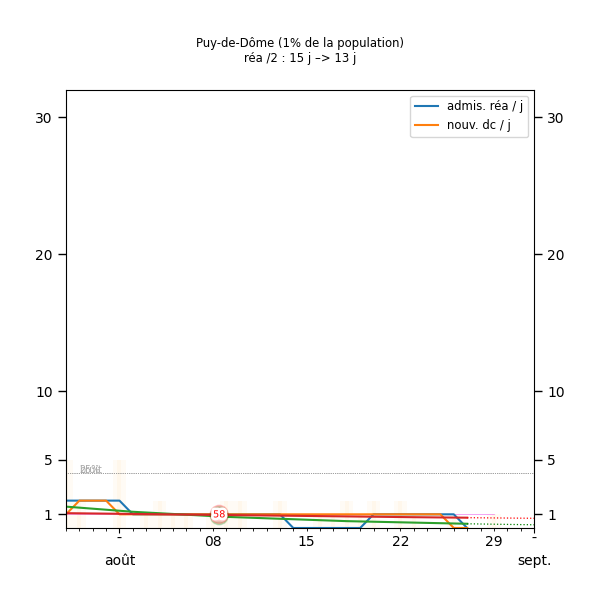 Puy-de-Dôme (1% de la population)
réa /2 : 15 j –> 13 j
admis. réa / j
nouv. dc / j
30
30
20
20
10
10
5
5
58
1
1
-
08
15
22
29
-
août
sept.